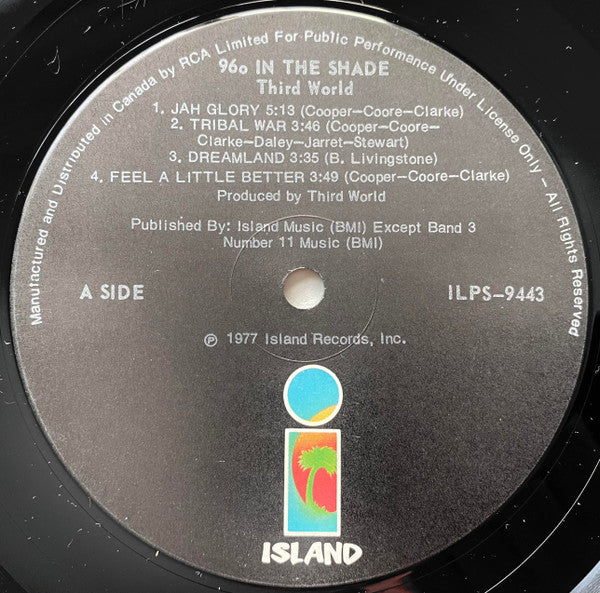 Manufactured and Distributed in Canada by RCA Limited For Public Performance Under License Only – All Rights Reserved
96o IN THE SHADE
Third World
1. JAH GLORY 5:13 (Cooper–Coore–Clarke)
2. TRIBAL WAR 3:46 (Cooper–Coore–
Clarke–Daley–Jarret–Stewart)
3. DREAMLAND 3:35 (B. Livingstone)
4. FEEL A LITTLE BETTER 3:49 (Cooper–Coore–Clarke)
Produced by Third World
Published By: Island Music (BMI) Except Band 3
Number 11 Music (BMI)
A SIDE
ILPS–9443
℗ 1977 Island Records, Inc.
ISLAND